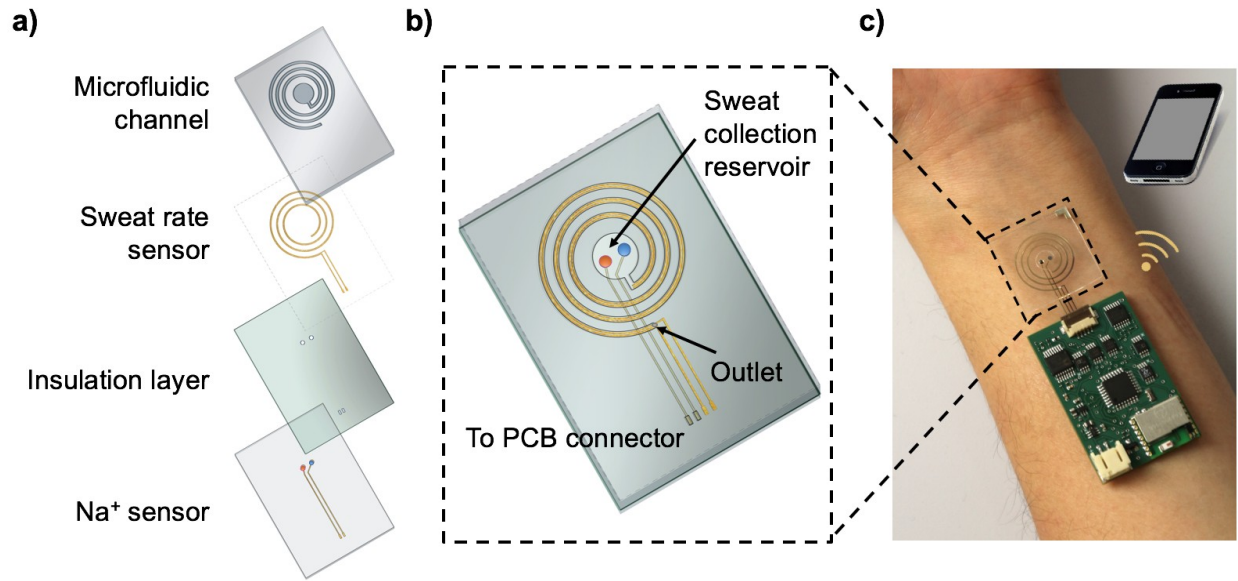 a)
Microfluidic
channel
Sweat rate
sensor
Insulation layer
Na⁺ sensor
b)
Sweat
collection
reservoir
Outlet
To PCB connector
c)